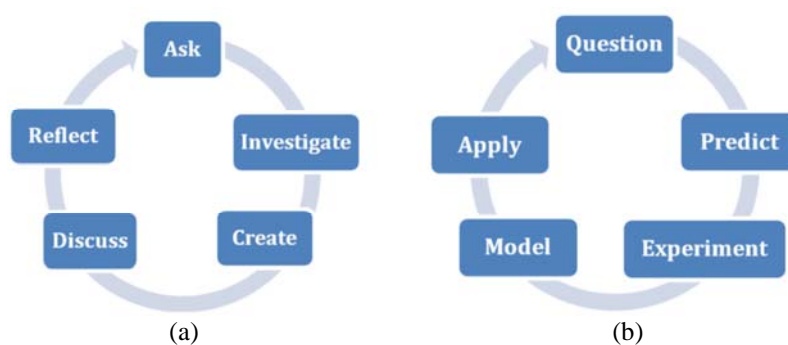 Ask
Investigate
Create
Discuss
Reflect
(a)
Question
Predict
Experiment
Model
Apply
(b)